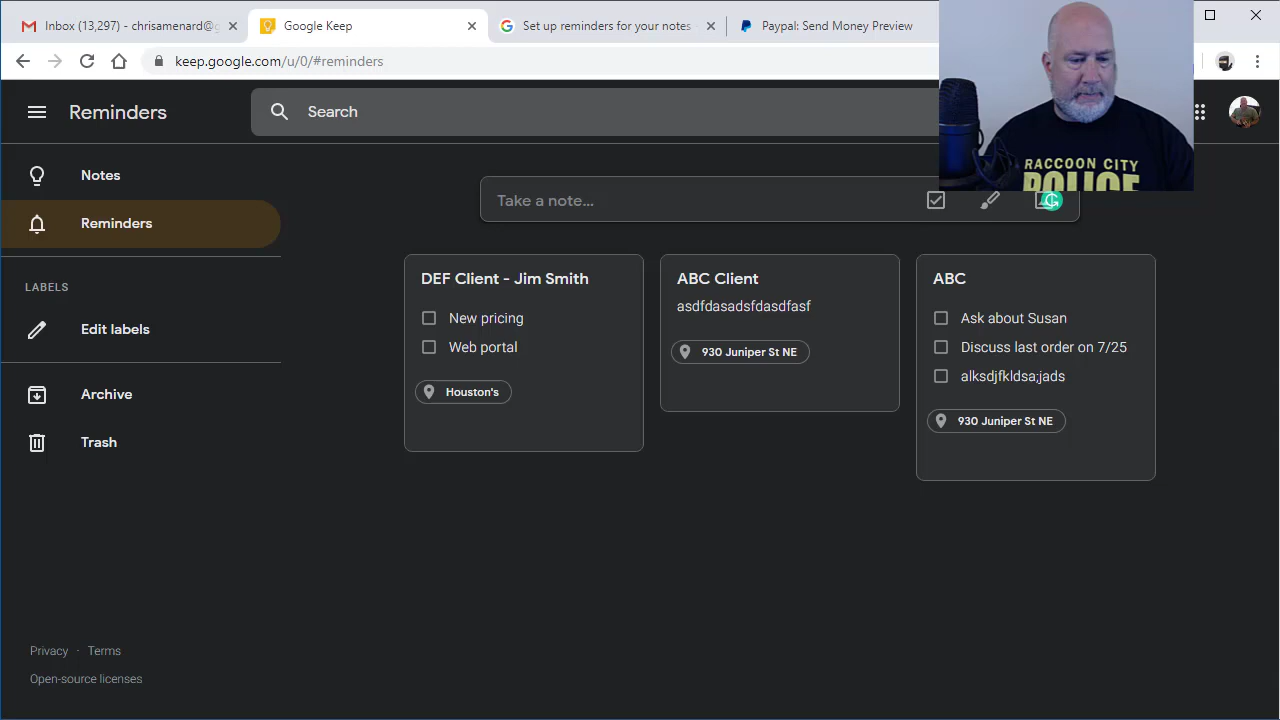 Inbox (13,297) - chrisamenard@g
Google Keep
Set up reminders for your notes
Paypal: Send Money Preview
keep.google.com/u/0/#reminders
Reminders
Search
RACCOON CITY
POLICE
Notes
Reminders
Take a note...
LABELS
Edit labels
Archive
Trash
DEF Client - Jim Smith
New pricing
Web portal
Houston's
ABC Client
asdfdasadsfdasdfasf
930 Juniper St NE
ABC
Ask about Susan
Discuss last order on 7/25
alksdjfkldsa;jads
930 Juniper St NE
Privacy · Terms
Open-source licenses